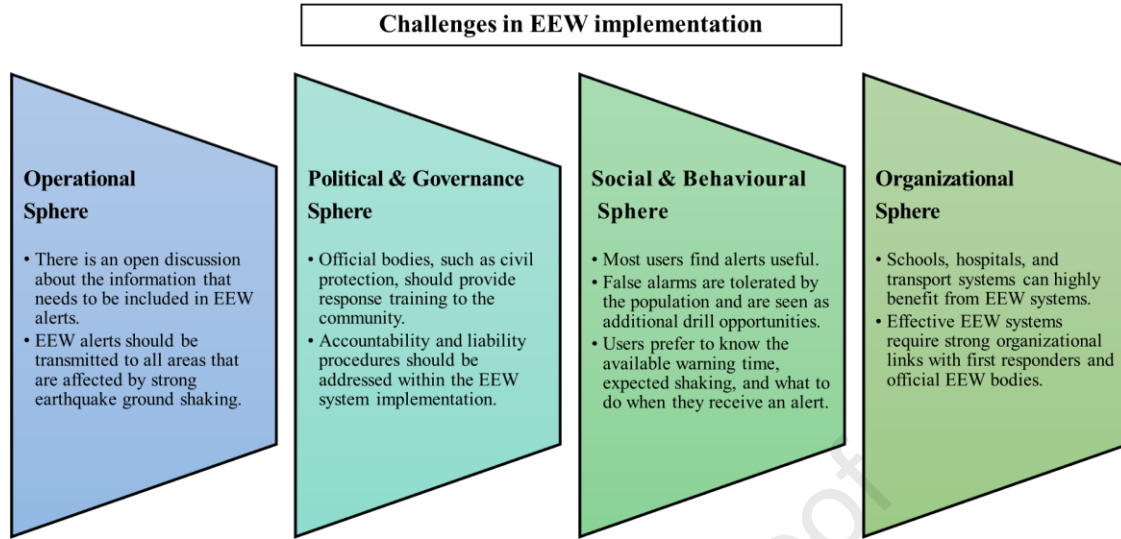 Challenges in EEW implementation
Operational
Sphere
• There is an open discussion
about the information that
needs to be included in EEW
alerts.
• EEW alerts should be
transmitted to all areas that
are affected by strong
earthquake ground shaking.
Political & Governance
Sphere
• Official bodies, such as civil
protection, should provide
response training to the
community.
• Accountability and liability
procedures should be
addressed within the EEW
system implementation.
Social & Behavioural
Sphere
• Most users find alerts useful.
• False alarms are tolerated by
the population and are seen as
additional drill opportunities.
• Users prefer to know the
available warning time,
expected shaking, and what to
do when they receive an alert.
Organizational
Sphere
• Schools, hospitals, and
transport systems can highly
benefit from EEW systems.
• Effective EEW systems
require strong organizational
links with first responders and
official EEW bodies.